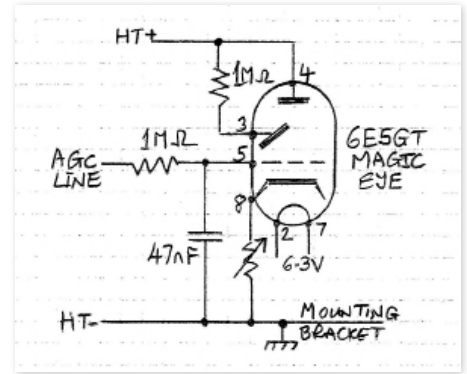 HT+
1MΩ
4
3
1MΩ
5
6E5GT
MAGIC
EYE
AGC
LINE
8
2
7
47nF
6-3V
HT-
MOUNTING
BRACKET